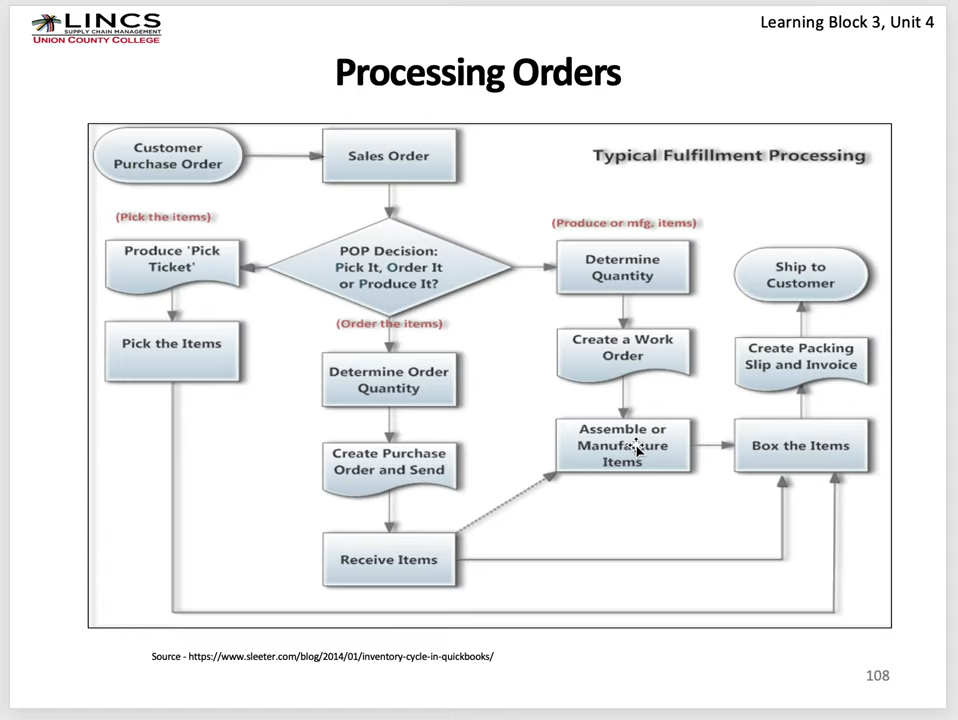 LINCS
SUPPLY CHAIN MANAGEMENT
UNION COUNTY COLLEGE
Learning Block 3, Unit 4
Processing Orders
Customer
Purchase Order
Sales Order
Typical Fulfillment Processing
(Pick the items)
Produce 'Pick
Ticket'
Pick the Items
POP Decision:
Pick It, Order It
or Produce It?
(Order the items)
Determine Order
Quantity
Create Purchase
Order and Send
Receive Items
(Produce or mfg. items)
Determine
Quantity
Create a Work
Order
Assemble or
Manufacture
Items
Ship to
Customer
Create Packing
Slip and Invoice
Box the Items
Source - https://www.sleeter.com/blog/2014/01/inventory-cycle-in-quickbooks/
108